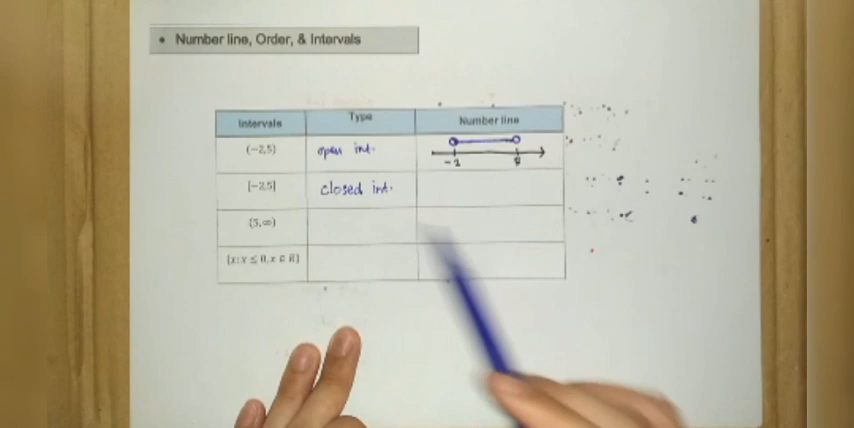 • Number line, Order, & Intervals
Intervals Type Number line
(-2,5) open int.
-2 5
[-2,5] closed int.
(5,∞)
{x: x ≤ 0, x ∈ ℝ}